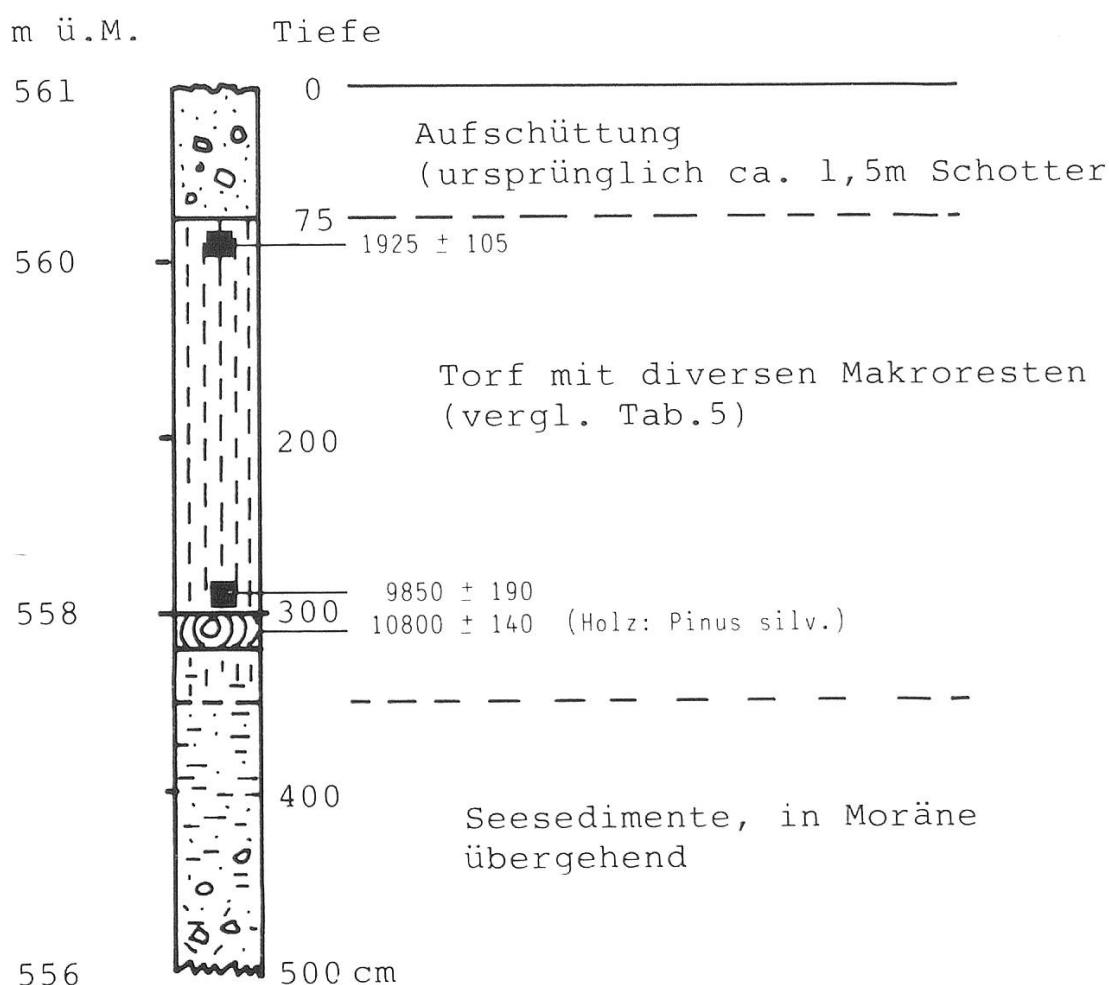 m ü.M. Tiefe
561 0
Aufschüttung
(ursprünglich ca. 1,5m Schotter
75
1925 ± 105
560
Torf mit diversen Makroresten
(vergl. Tab.5)
200
9850 ± 190
558 300
10800 ± 140 (Holz: Pinus silv.)
400
Seesedimente, in Moräne
übergehend
556 500 cm